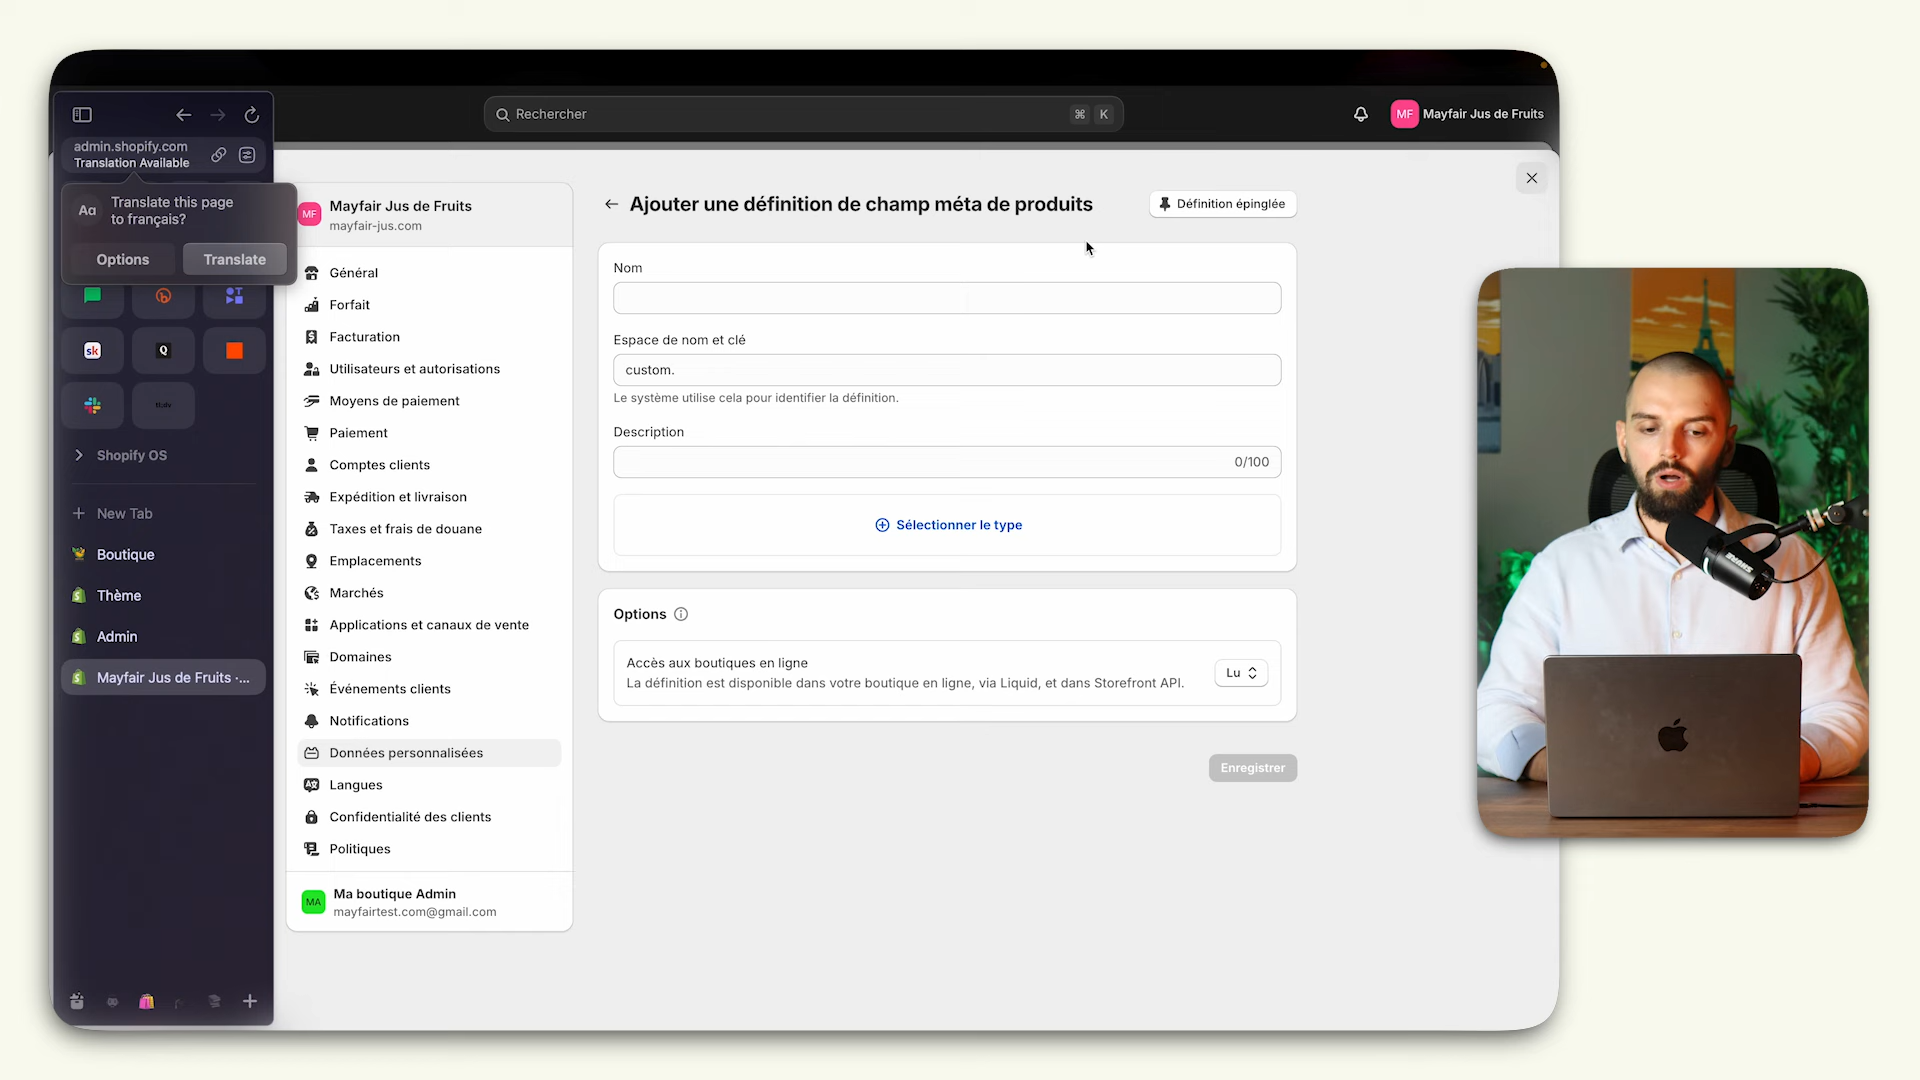 Rechercher
⌘ K
MF Mayfair Jus de Fruits
admin.shopify.com
Translation Available
Aa Translate this page
to français?
Options Translate
sk
Q
Shopify OS
New Tab
Boutique
Thème
Admin
Mayfair Jus de Fruits ·...
MF Mayfair Jus de Fruits
mayfair-jus.com
Général
Forfait
Facturation
Utilisateurs et autorisations
Moyens de paiement
Paiement
Comptes clients
Expédition et livraison
Taxes et frais de douane
Emplacements
Marchés
Applications et canaux de vente
Domaines
Événements clients
Notifications
Données personnalisées
Langues
Confidentialité des clients
Politiques
MA Ma boutique Admin
mayfairtest.com@gmail.com
Ajouter une définition de champ méta de produits
Définition épinglée
Nom
Espace de nom et clé
custom.
Le système utilise cela pour identifier la définition.
Description
0/100
Sélectionner le type
Options
Accès aux boutiques en ligne
La définition est disponible dans votre boutique en ligne, via Liquid, et dans Storefront API.
Lu
Enregistrer
SHURE